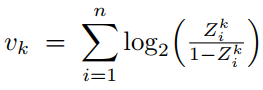 $v_k = \sum_{i=1}^{n} \log_2 \left( \frac{Z_i^k}{1 - Z_i^k} \right)$